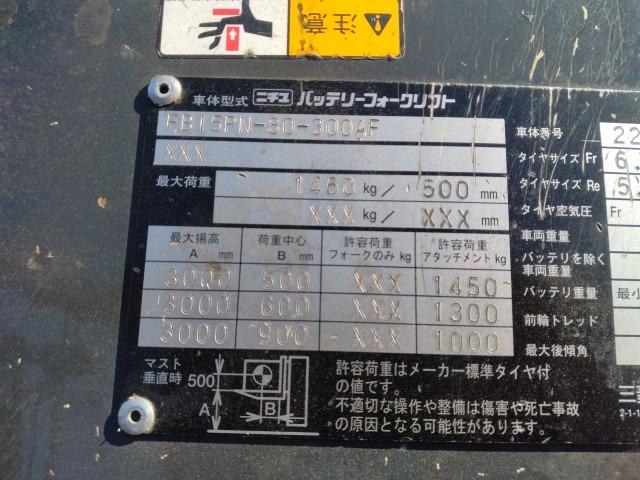 注意
車体型式 ニチユ バッテリーフォークリフト
FB15PN-80-300AF
XXX
最大荷重 1450 kg/ 500 mm
XXX kg/ XXX mm
最大揚高 A mm 荷重中心 B mm 許容荷重 フォークのみ kg 許容荷重 アタッチメント kg
3000 500 XXX 1450
3000 600 XXX 1300
3000 900 XXX 1000
マスト
垂直時 500
A
B
許容荷重はメーカー標準タイヤ付
の値です。
不適切な操作や整備は傷害や死亡事故
の原因となる可能性があります。
車体番号 22
タイヤサイズ Fr 6.
タイヤサイズ Re 5
タイヤ空気圧 Fr
車両重量
バッテリを除く
車両重量
バッテリ重量 最小
前輪トレッド
最大後傾角
三菱
2-1-1